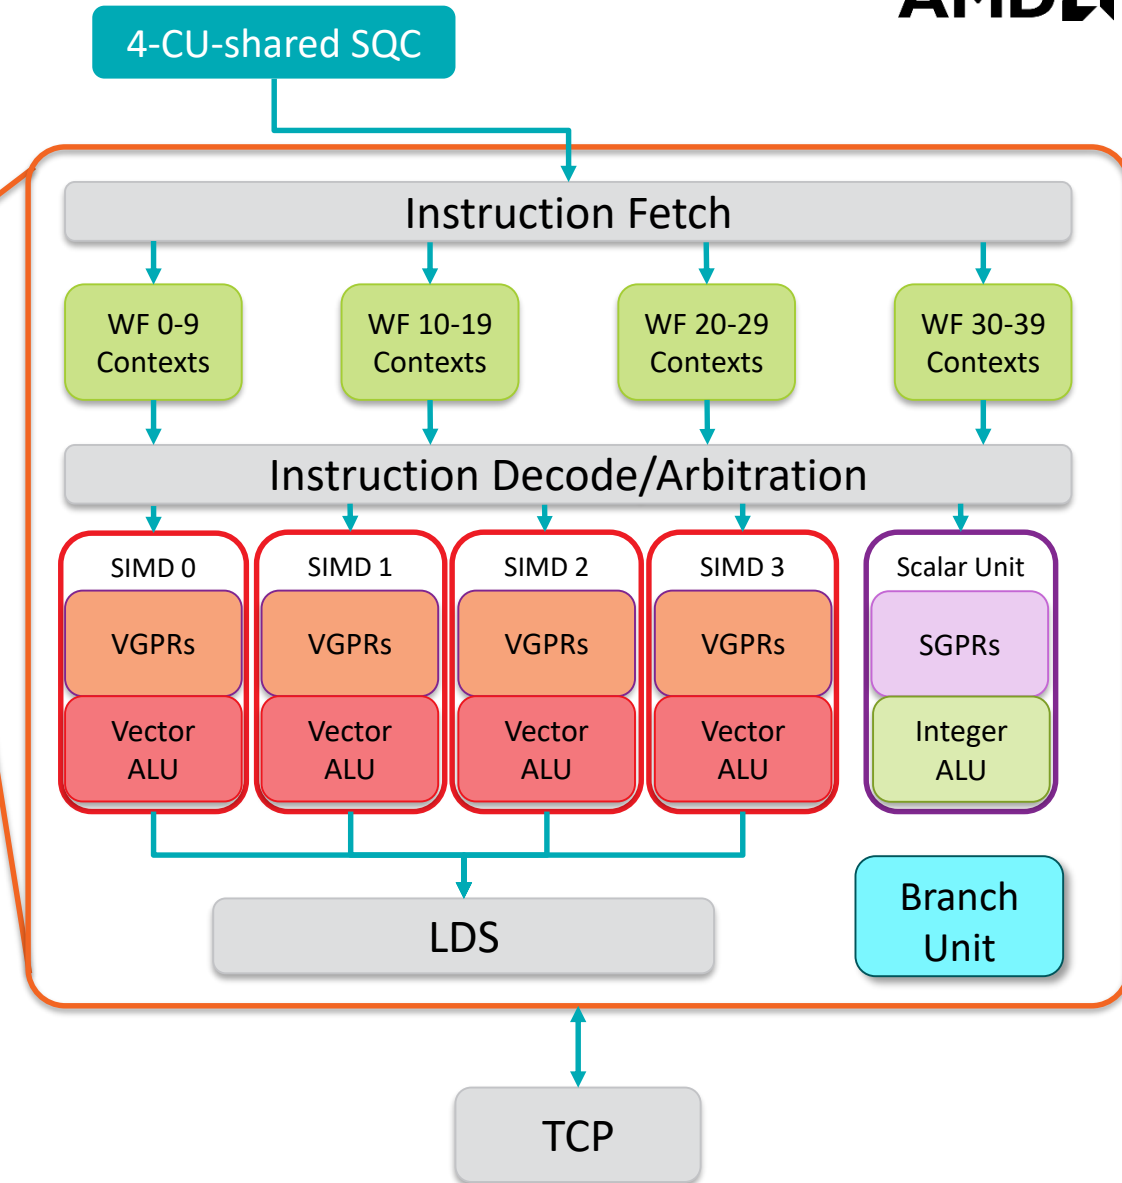 AMD
4-CU-shared SQC
Instruction Fetch
WF 0-9
Contexts
WF 10-19
Contexts
WF 20-29
Contexts
WF 30-39
Contexts
Instruction Decode/Arbitration
SIMD 0
VGPRs
Vector
ALU
SIMD 1
VGPRs
Vector
ALU
SIMD 2
VGPRs
Vector
ALU
SIMD 3
VGPRs
Vector
ALU
Scalar Unit
SGPRs
Integer
ALU
LDS
Branch
Unit
TCP